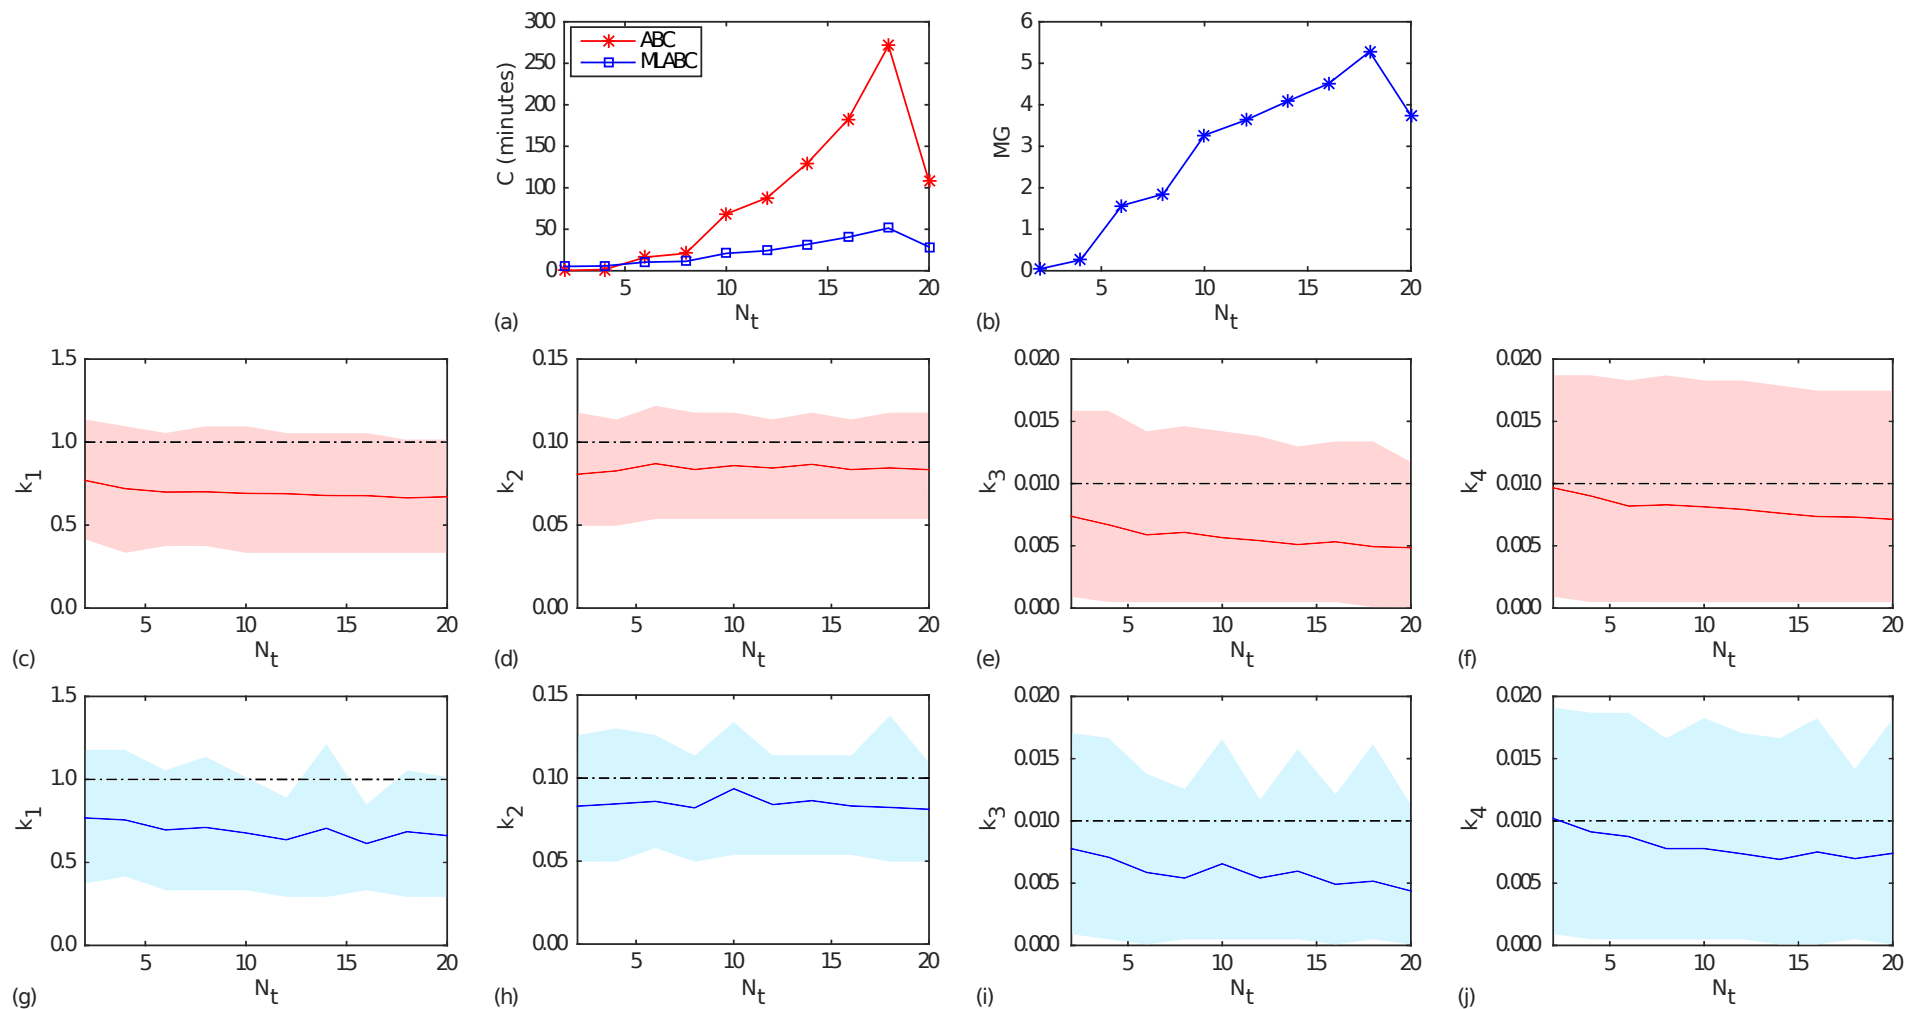 300
250
200
150
100
50
0
C (minutes)
ABC
MLABC
5 10 15 20
N_t
(a)
6
5
4
3
2
1
0
MG
5 10 15 20
N_t
(b)
1.5
1.0
0.5
0.0
k_1
5 10 15 20
N_t
(c)
0.15
0.10
0.05
0.00
k_2
5 10 15 20
N_t
(d)
0.020
0.015
0.010
0.005
0.000
k_3
5 10 15 20
N_t
(e)
0.020
0.015
0.010
0.005
0.000
k_4
5 10 15 20
N_t
(f)
1.5
1.0
0.5
0.0
k_1
5 10 15 20
N_t
(g)
0.15
0.10
0.05
0.00
k_2
5 10 15 20
N_t
(h)
0.020
0.015
0.010
0.005
0.000
k_3
5 10 15 20
N_t
(i)
0.020
0.015
0.010
0.005
0.000
k_4
5 10 15 20
N_t
(j)